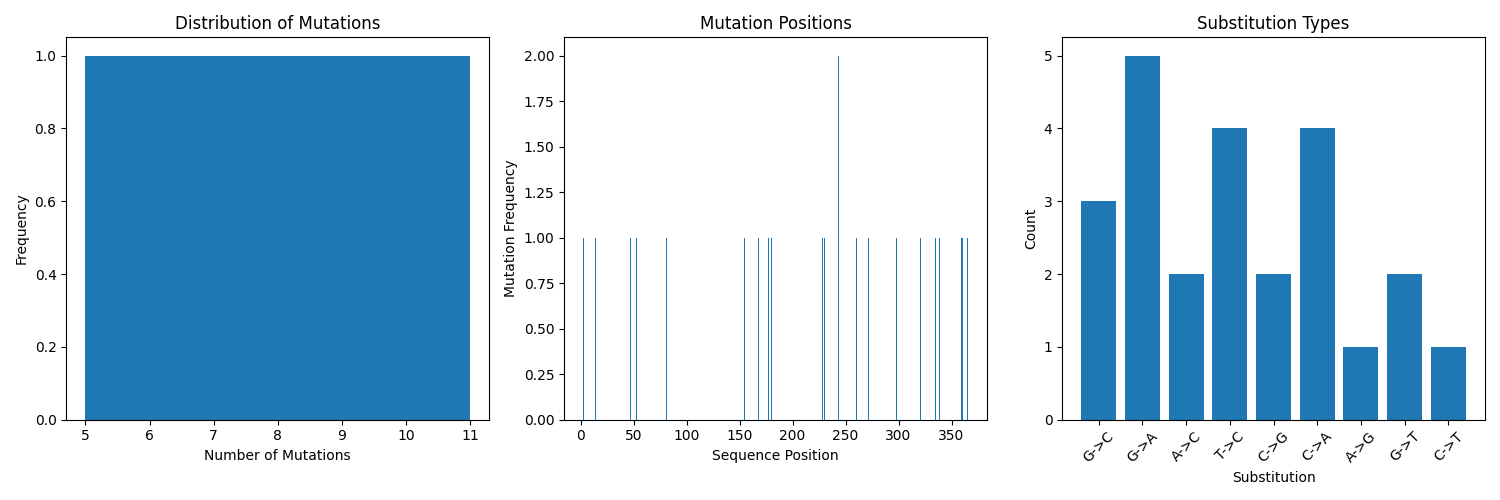 Distribution of Mutations
Frequency
1.0
0.8
0.6
0.4
0.2
0.0
5 6 7 8 9 10 11
Number of Mutations
Mutation Positions
Mutation Frequency
2.00
1.75
1.50
1.25
1.00
0.75
0.50
0.25
0.00
0 50 100 150 200 250 300 350
Sequence Position
Substitution Types
Count
5
4
3
2
1
0
G->C G->A A->C T->C C->G C->A A->G G->T C->T
Substitution